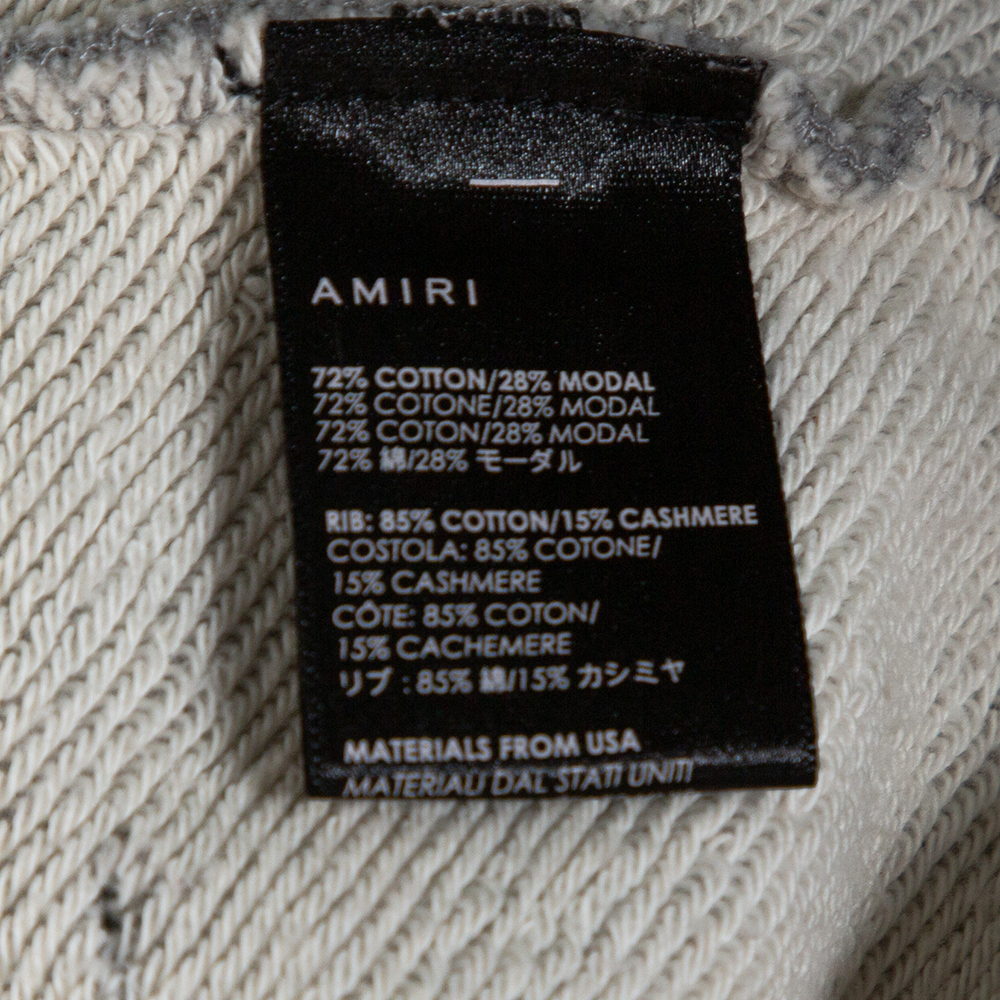 AMIRI
72% COTTON/28% MODAL
72% COTONE/28% MODAL
72% COTON/28% MODAL
72% 綿/28% モーダル
RIB: 85% COTTON/15% CASHMERE
COSTOLA: 85% COTONE/
15% CASHMERE
CÔTE: 85% COTON/
15% CACHEMERE
リブ : 85% 綿/15% カシミヤ
MATERIALS FROM USA
MATERIAU DAL STATI UNITI